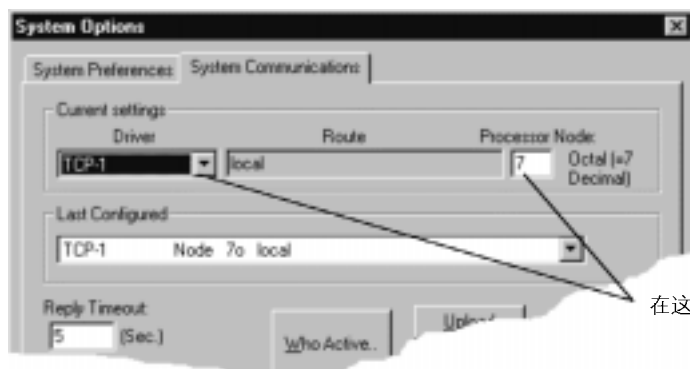 System Options
System Preferences
System Communications
Current settings
Driver
Route
Processor Node:
TCP-1
local
7
Octal (=7
Decimal)
Last Configured
TCP-1 Node 7o local
Reply Timeout:
5
(Sec.)
Who Active..
在这